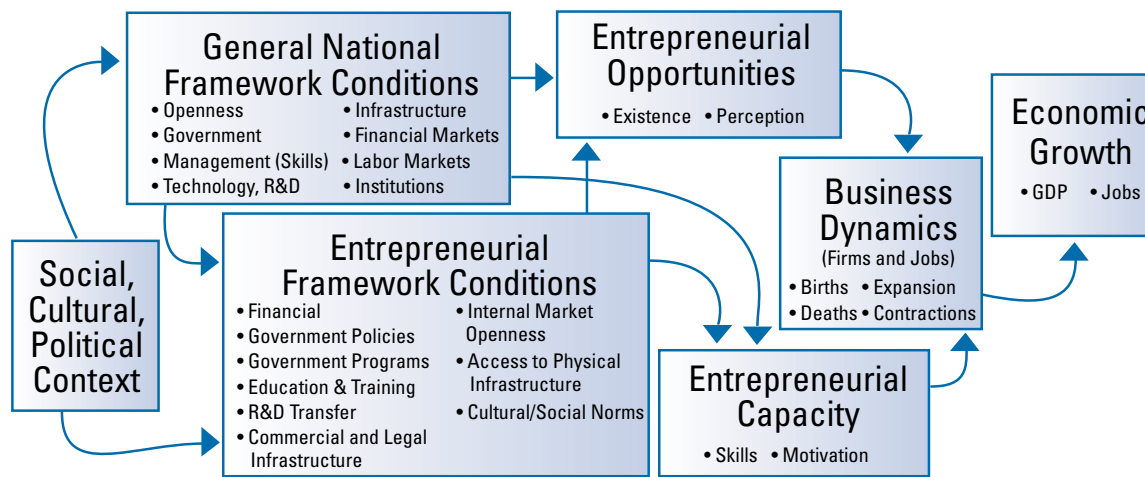 General National
Framework Conditions
• Openness
• Government
• Management (Skills)
• Technology, R&D
• Infrastructure
• Financial Markets
• Labor Markets
• Institutions
Entrepreneurial
Opportunities
• Existence • Perception
Economic
Growth
• GDP • Jobs
Business
Dynamics
(Firms and Jobs)
• Births • Expansion
• Deaths • Contractions
Social,
Cultural,
Political
Context
Entrepreneurial
Framework Conditions
• Financial
• Government Policies
• Government Programs
• Education & Training
• R&D Transfer
• Commercial and Legal
Infrastructure
• Internal Market
Openness
• Access to Physical
Infrastructure
• Cultural/Social Norms
Entrepreneurial
Capacity
• Skills • Motivation